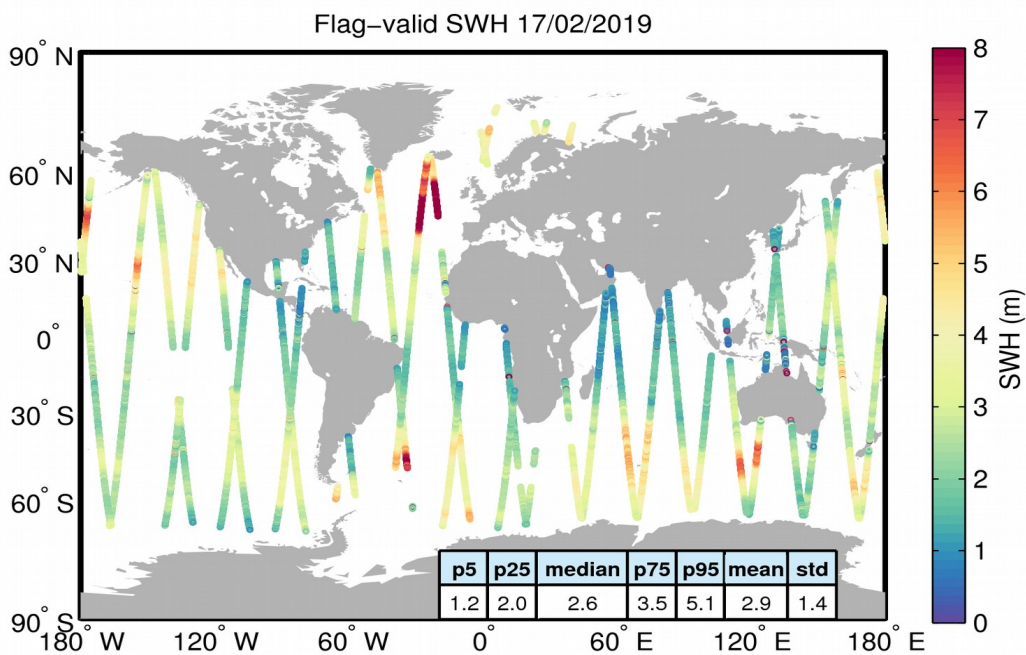 Flag−valid SWH 17/02/2019
90° N
60° N
30° N
0°
30° S
60° S
90° S
180° W
120° W
60° W
0°
60° E
120° E
180° E
p5 p25 median p75 p95 mean std
1.2 2.0 2.6 3.5 5.1 2.9 1.4
8
7
6
5
4
3
2
1
0
SWH (m)